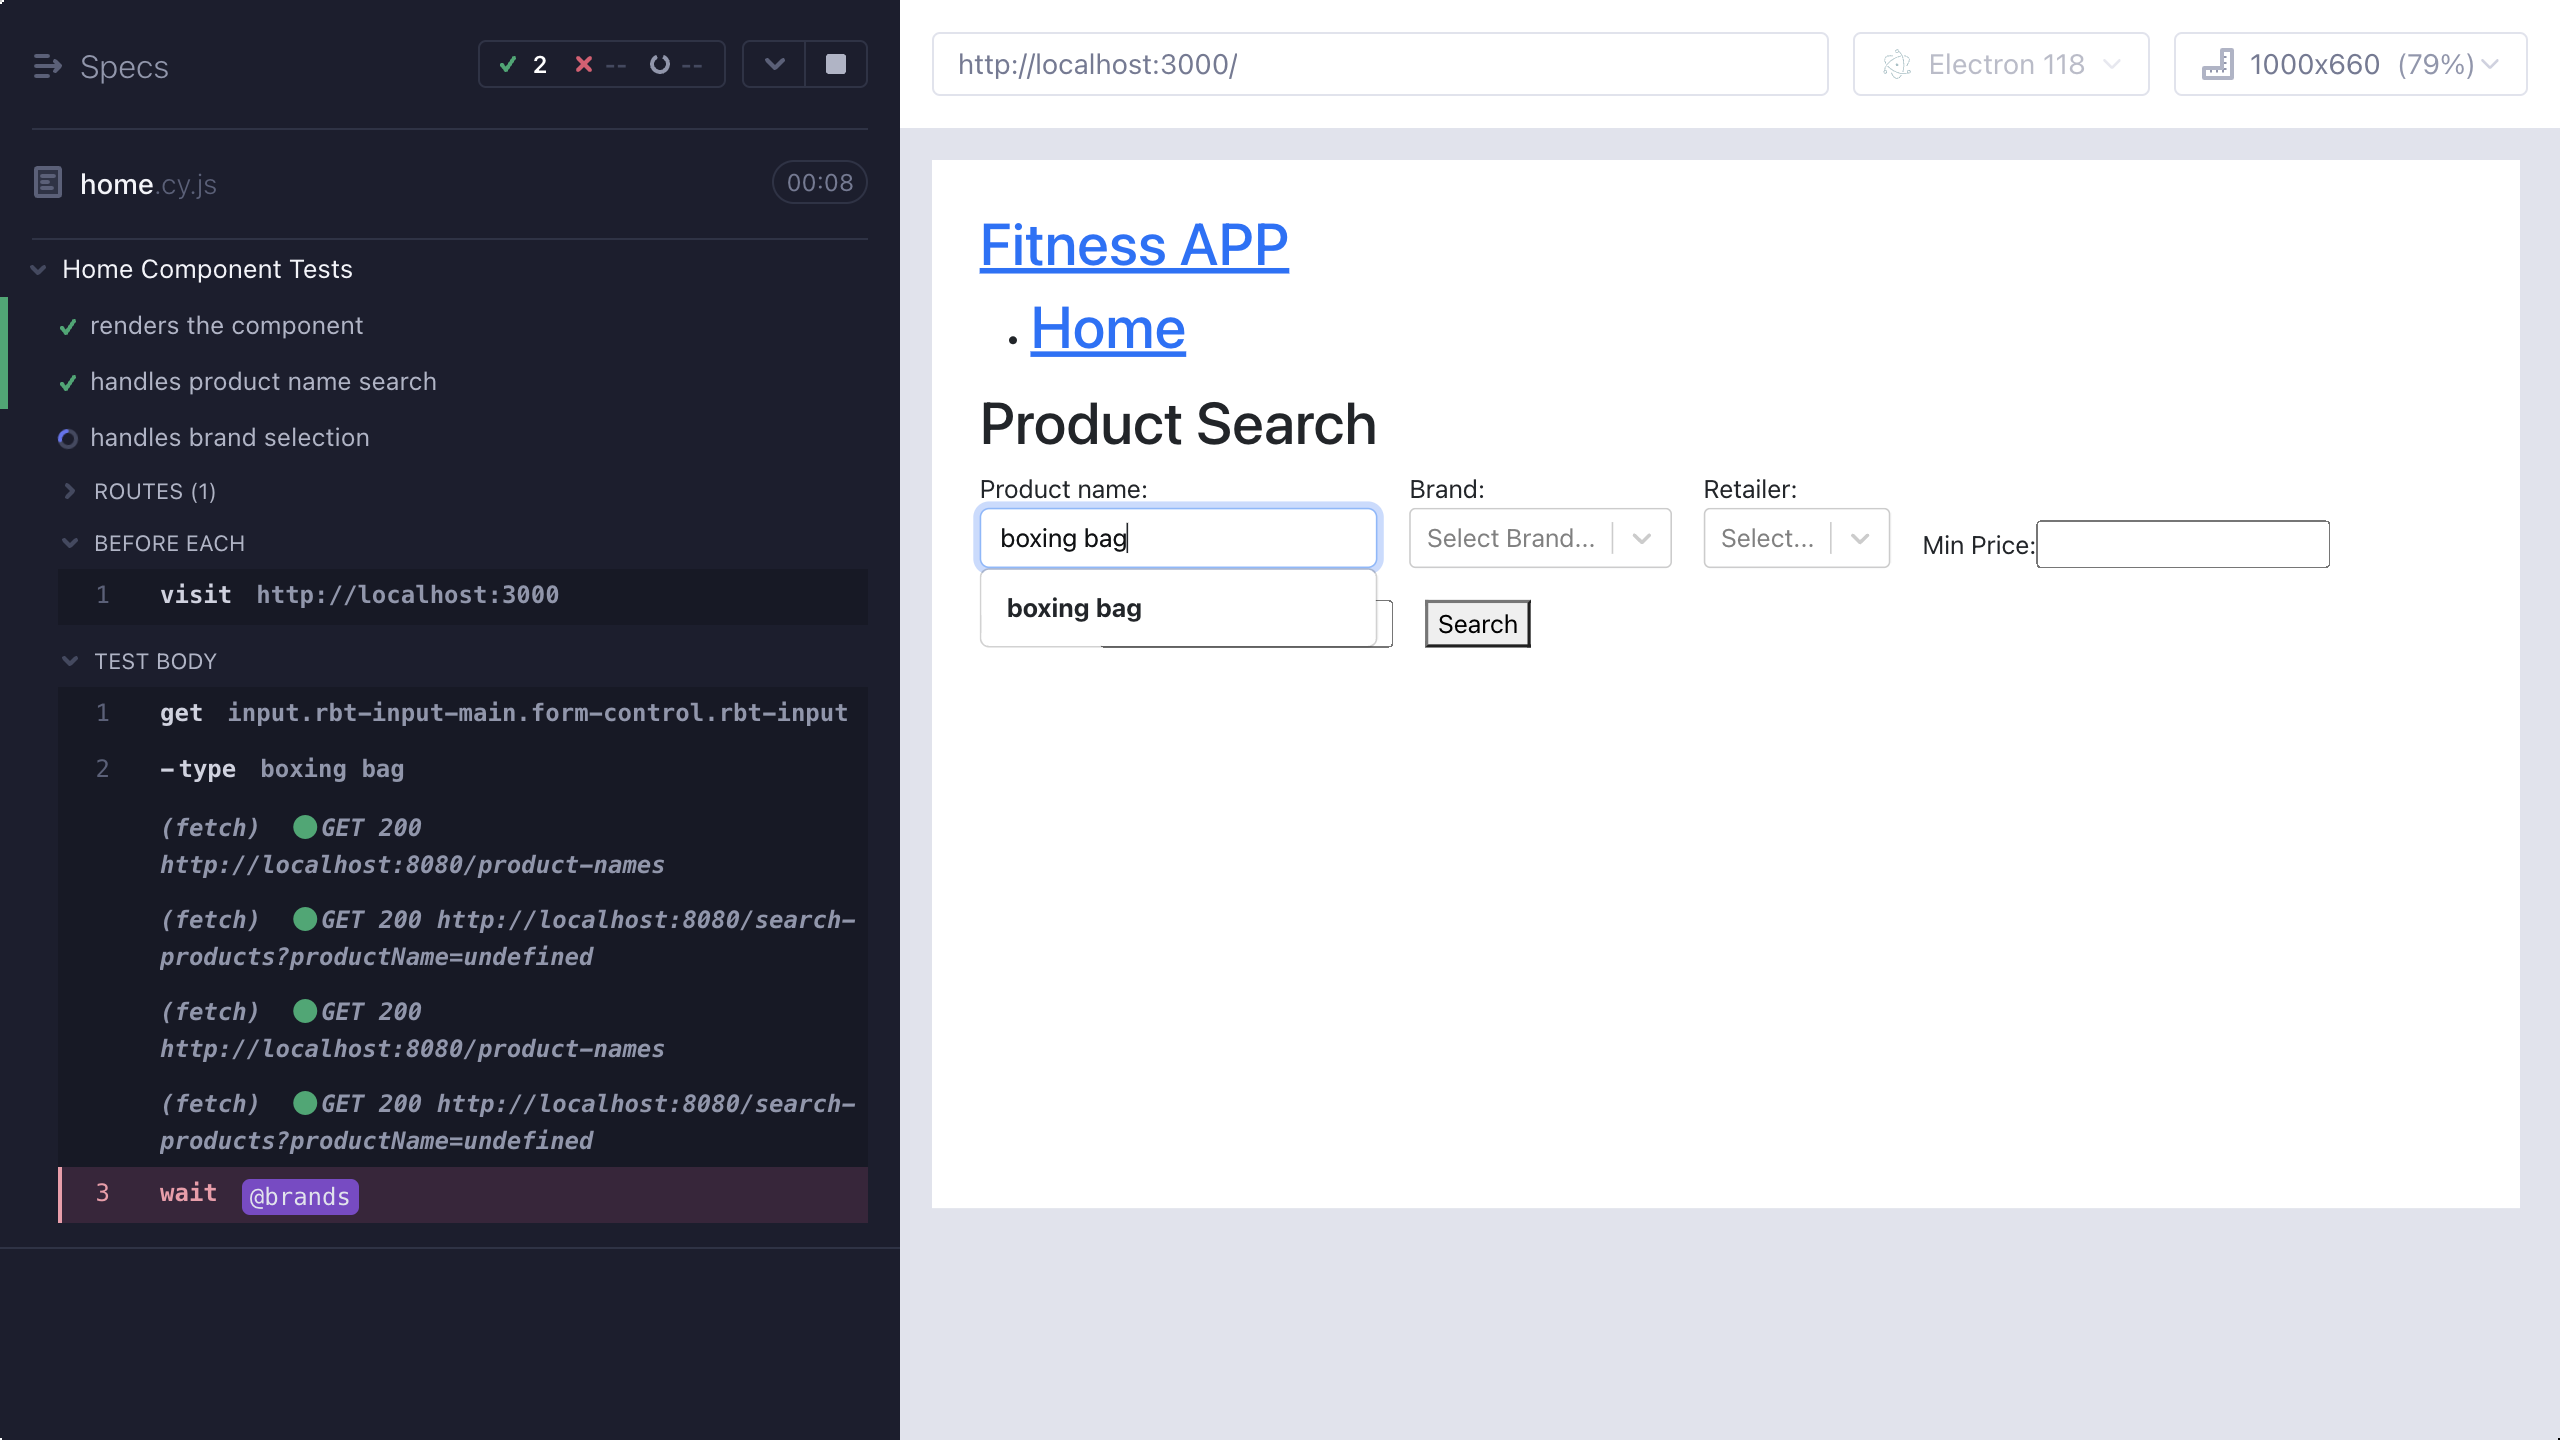 Specs
2 -- --
home.cy.js
00:08
Home Component Tests
renders the component
handles product name search
handles brand selection
ROUTES (1)
BEFORE EACH
1 visit http://localhost:3000
TEST BODY
1 get input.rbt-input-main.form-control.rbt-input
2 -type boxing bag
(fetch) GET 200
http://localhost:8080/product-names
(fetch) GET 200 http://localhost:8080/search-
products?productName=undefined
(fetch) GET 200
http://localhost:8080/product-names
(fetch) GET 200 http://localhost:8080/search-
products?productName=undefined
3 wait @brands
http://localhost:3000/
Electron 118
1000x660 (79%)
Fitness APP
Home
Product Search
Product name:
Brand:
Retailer:
boxing bag
Select Brand...
Select...
Min Price:
boxing bag
Search